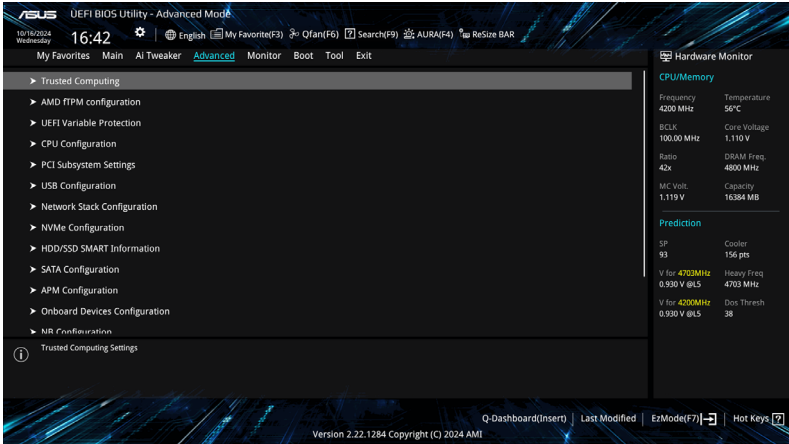 ASUS UEFI BIOS Utility - Advanced Mode
10/16/2024 Wednesday 16:42 English My Favorite(F3) Qfan(F6) Search(F9) AURA(F4) ReSize BAR
My Favorites Main Ai Tweaker Advanced Monitor Boot Tool Exit
Trusted Computing
AMD fTPM configuration
UEFI Variable Protection
CPU Configuration
PCI Subsystem Settings
USB Configuration
Network Stack Configuration
NVMe Configuration
HDD/SSD SMART Information
SATA Configuration
APM Configuration
Onboard Devices Configuration
NB Configuration
Trusted Computing Settings
Hardware Monitor
CPU/Memory
Frequency Temperature
4200 MHz 56°C
BCLK Core Voltage
100.00 MHz 1.110 V
Ratio DRAM Freq.
42x 4800 MHz
MC Volt. Capacity
1.119 V 16384 MB
Prediction
SP Cooler
93 156 pts
V for 4703MHz Heavy Freq
0.930 V @L5 4703 MHz
V for 4200MHz Dos Thresh
0.930 V @L5 38
Q-Dashboard(Insert) Last Modified EzMode(F7) Hot Keys ?
Version 2.22.1284 Copyright (C) 2024 AMI